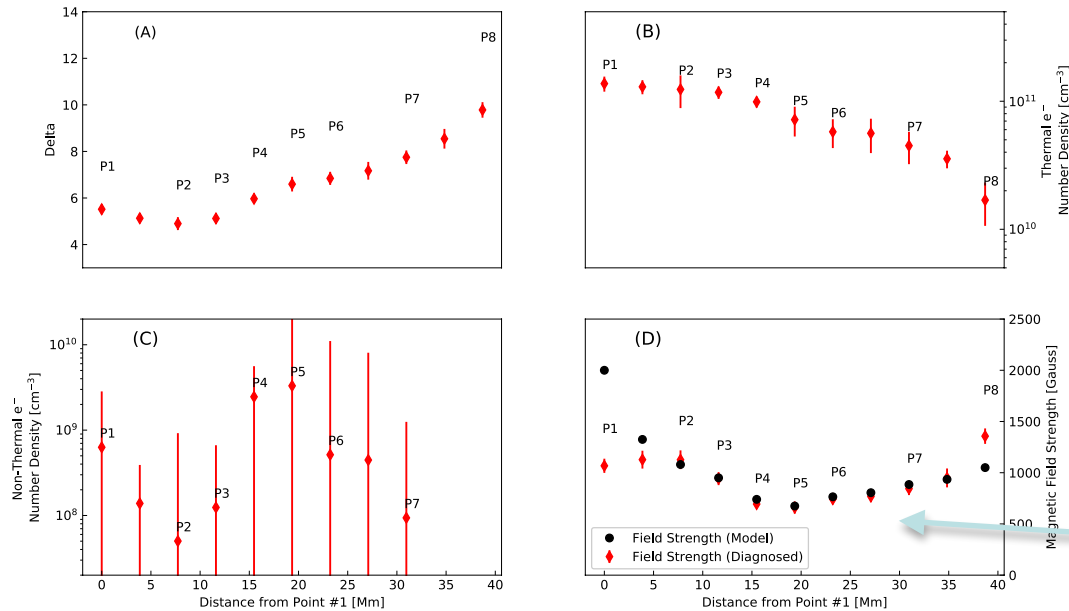 (A)
14
12
10
8
6
4
Delta
P1
P2
P3
P4
P5
P6
P7
P8
(B)
P1
P2
P3
P4
P5
P6
P7
P8
10¹¹
10¹⁰
Thermal e⁻
Number Density [cm⁻³]
(C)
10¹⁰
10⁹
10⁸
Non-Thermal e⁻
Number Density [cm⁻³]
P1
P2
P3
P4
P5
P6
P7
0 5 10 15 20 25 30 35 40
Distance from Point #1 [Mm]
(D)
P1
P2
P3
P4
P5
P6
P7
P8
2500
2000
1500
1000
500
0
Magnetic Field Strength [Gauss]
Field Strength (Model)
Field Strength (Diagnosed)
0 5 10 15 20 25 30 35 40
Distance from Point #1 [Mm]